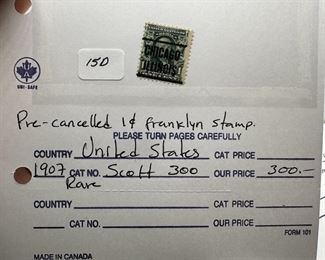 15D
CHICAGO
ILLINOIS
UNI-SAFE
Pre-cancelled 1¢ franklyn stamp.
PLEASE TURN PAGES CAREFULLY
COUNTRY United States CAT PRICE
1907 CAT NO. Scott 300 OUR PRICE 300.—
Rare
COUNTRY CAT PRICE
CAT NO. OUR PRICE
FORM 101
MADE IN CANADA